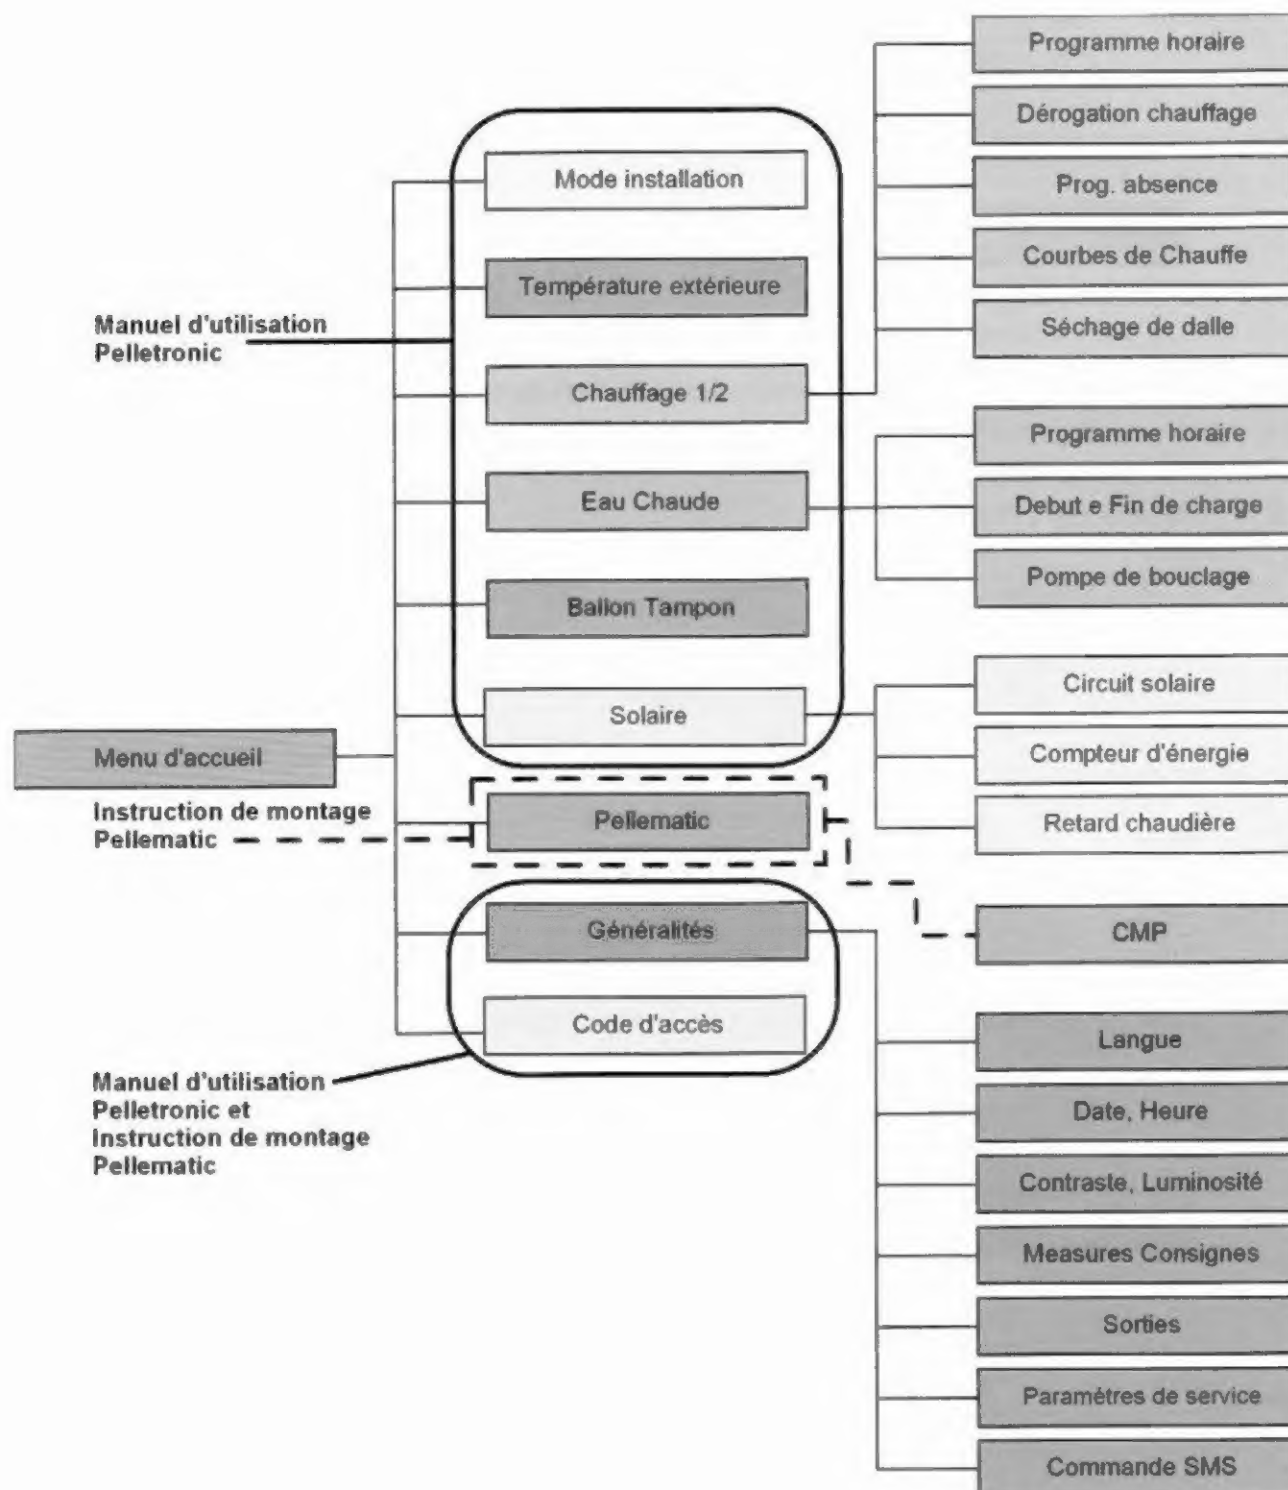 Programme horaire
Dérogation chauffage
Prog. absence
Courbes de Chauffe
Séchage de dalle
Mode installation
Température extérieure
Manuel d'utilisation
Pelletronic
Chauffage 1/2
Eau Chaude
Ballon Tampon
Solaire
Programme horaire
Debut e Fin de charge
Pompe de bouclage
Circuit solaire
Compteur d'énergie
Retard chaudière
Menu d'accueil
Instruction de montage
Pellematic
Pellematic
CMP
Généralités
Code d'accès
Manuel d'utilisation
Pelletronic et
Instruction de montage
Pellematic
Langue
Date, Heure
Contraste, Luminosité
Measures Consignes
Sorties
Paramétres de service
Commande SMS